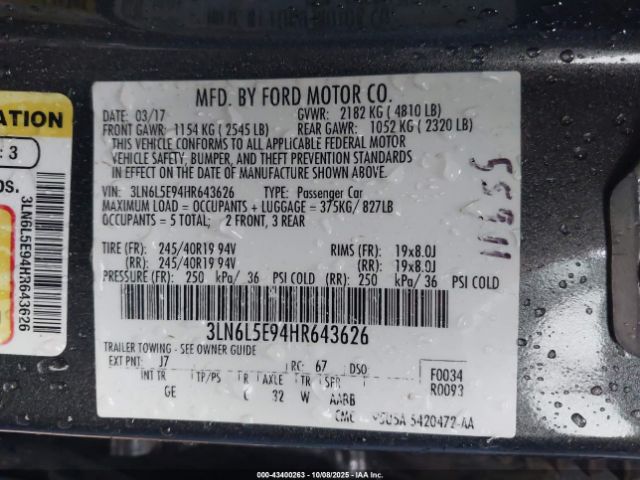 MFD. BY FORD MOTOR CO.
DATE: 03/17 GVWR: 2182 KG ( 4810 LB)
FRONT GAWR: 1154 KG ( 2545 LB) REAR GAWR: 1052 KG ( 2320 LB)
THIS VEHICLE CONFORMS TO ALL APPLICABLE FEDERAL MOTOR
VEHICLE SAFETY, BUMPER, AND THEFT PREVENTION STANDARDS
IN EFFECT ON THE DATE OF MANUFACTURE SHOWN ABOVE.
VIN: 3LN6L5E94HR643626 TYPE: Passenger Car
MAXIMUM LOAD = OCCUPANTS + LUGGAGE = 375KG/ 827LB
OCCUPANTS = 5 TOTAL; 2 FRONT, 3 REAR
TIRE (FR): 245/40R19 94V RIMS (FR): 19x8.0J
(RR): 245/40R19 94V (RR): 19x8.0J
PRESSURE (FR): 250 kPa/ 36 PSI COLD (RR): 250 kPa/ 36 PSI COLD
3LN6L5E94HR643626
TRAILER TOWING - SEE OWNER GUIDE
EXT PNT: J7 RC: 67 DSO
F0034
INT TR TP/PS R AXLE TR SPR
R0093
GE C 32 W AABB
CMC 5420472-AA
ATION
: 3
os.
3LN6L5E94HR643626
000-43400263 10/08/2025 IAAI.COM